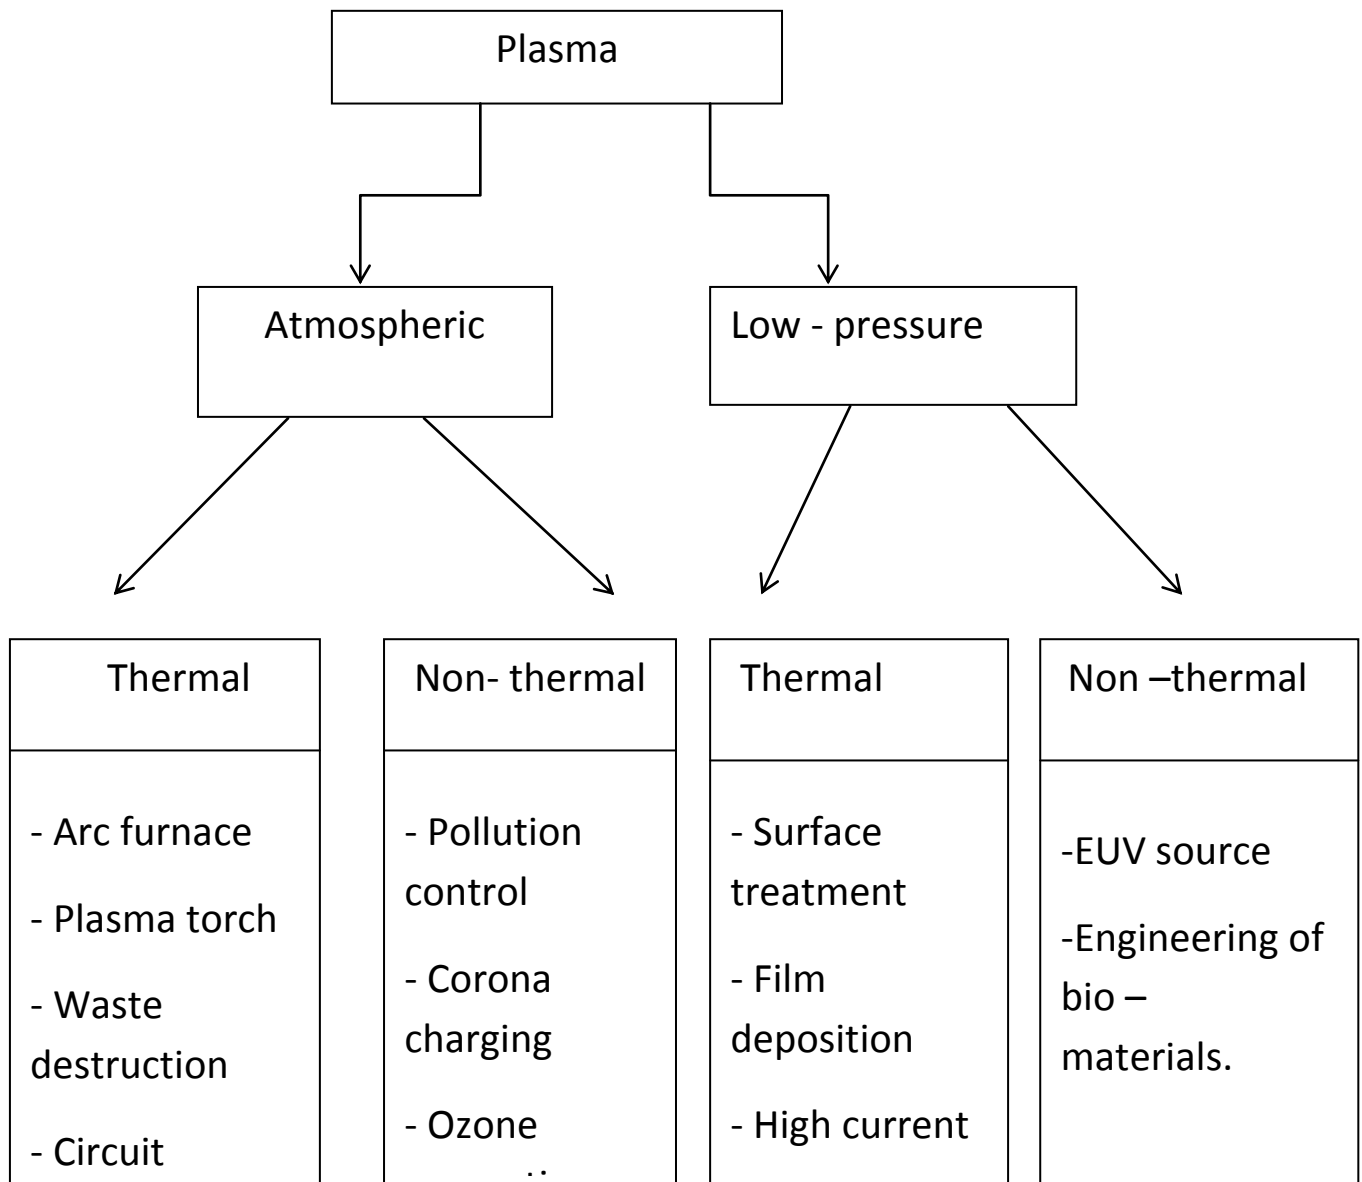 Plasma
Atmospheric
Low - pressure
Thermal
- Arc furnace
- Plasma torch
- Waste
destruction
- Circuit
Non- thermal
- Pollution
control
- Corona
charging
- Ozone
Thermal
- Surface
treatment
- Film
deposition
- High current
Non –thermal
-EUV source
-Engineering of
bio –
materials.